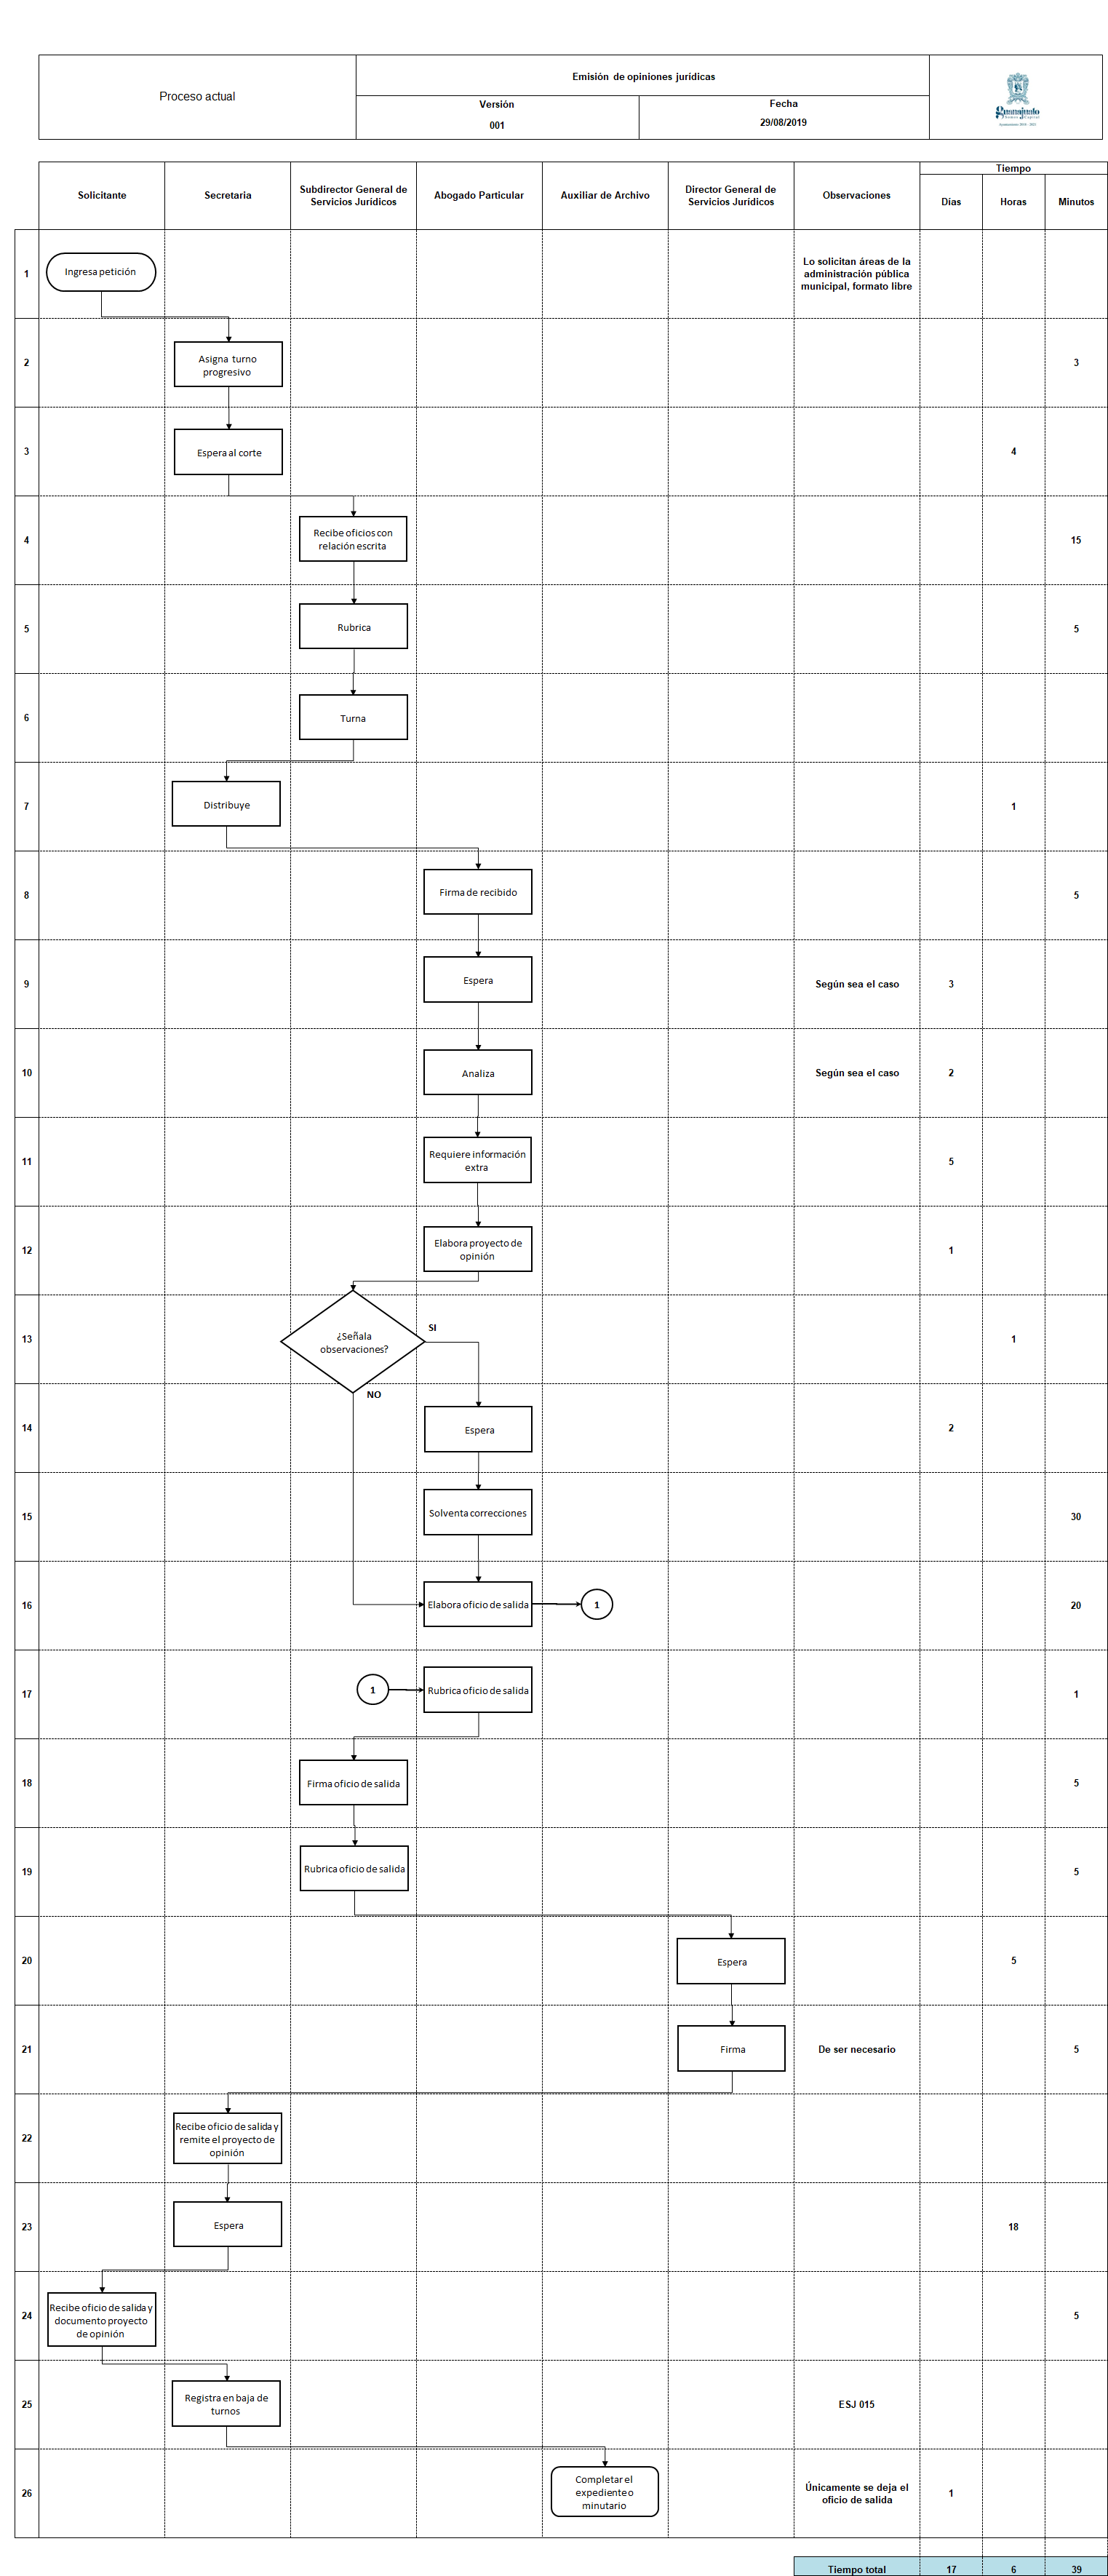 Proceso actual
Emisión de opiniones jurídicas
Versión
001
Fecha
29/08/2019
Guanajuato
Solicitante
Secretaria
Subdirector General de
Servicios Jurídicos
Abogado Particular
Auxiliar de Archivo
Director General de
Servicios Jurídicos
Observaciones
Tiempo
Dias
Horas
Minutos
1
Ingresa petición
Lo solicitan áreas de la
administración pública
municipal, formato libre
2
Asigna turno
progresivo
3
3
Espera al corte
4
4
Recibe oficios con
relación escrita
15
5
Rubrica
5
6
Turna
7
Distribuye
1
8
Firma de recibido
5
9
Espera
Según sea el caso
3
10
Analiza
Según sea el caso
2
11
Requiere información
extra
5
12
Elabora proyecto de
opinión
1
13
¿Señala
observaciones?
SI
NO
1
14
Espera
2
15
Solventa correcciones
30
16
Elabora oficio de salida
1
20
17
1
Rubrica oficio de salida
1
18
Firma oficio de salida
5
19
Rubrica oficio de salida
5
20
Espera
5
21
Firma
De ser necesario
5
22
Recibe oficio de salida y
remite el proyecto de
opinión
23
Espera
18
24
Recibe oficio de salida y
documento proyecto
de opinión
5
25
Registra en baja de
turnos
ESJ 015
26
Completar el
expediente o
minutario
Únicamente se deja el
oficio de salida
1
Tiempo total
17
6
39